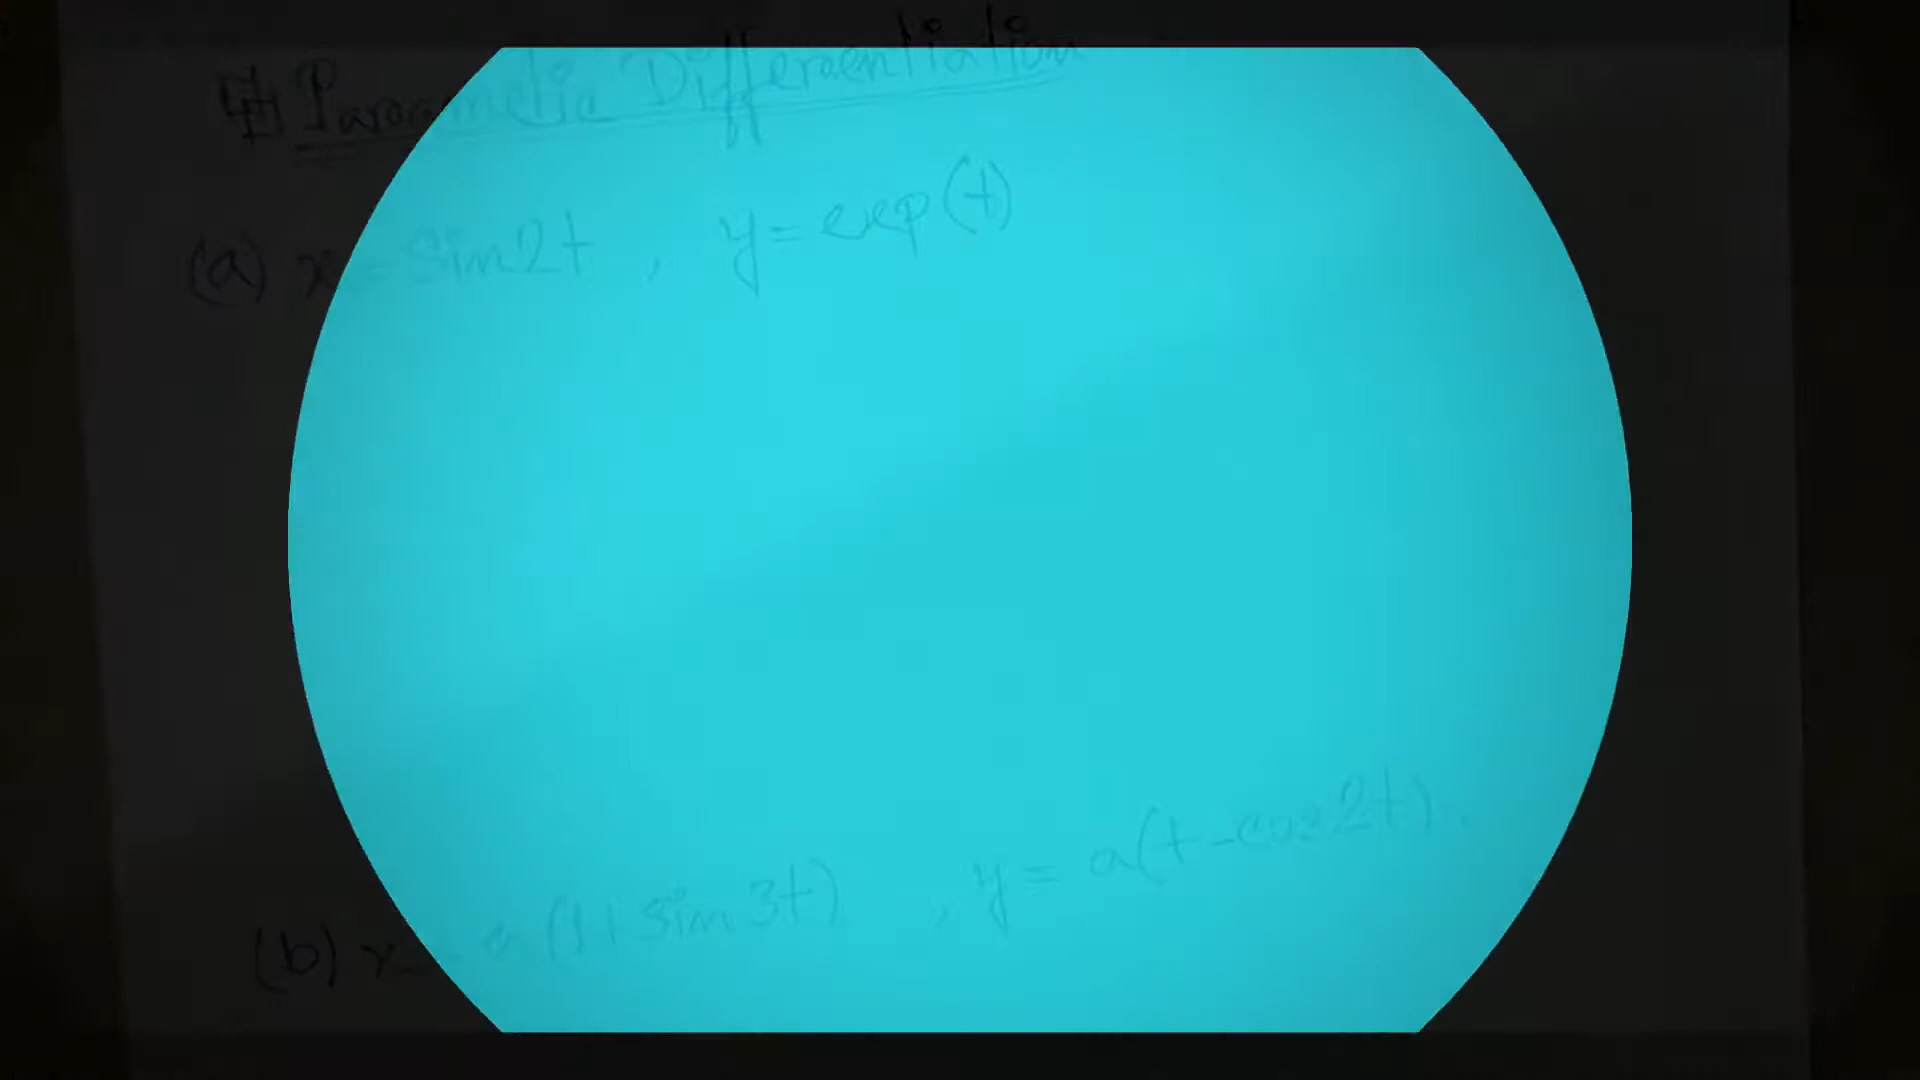 Parametric Differentiation
(a) x = sin2t , y = exp(t)
(b) x = a(1+sin3t) , y = a(t-cos2t).